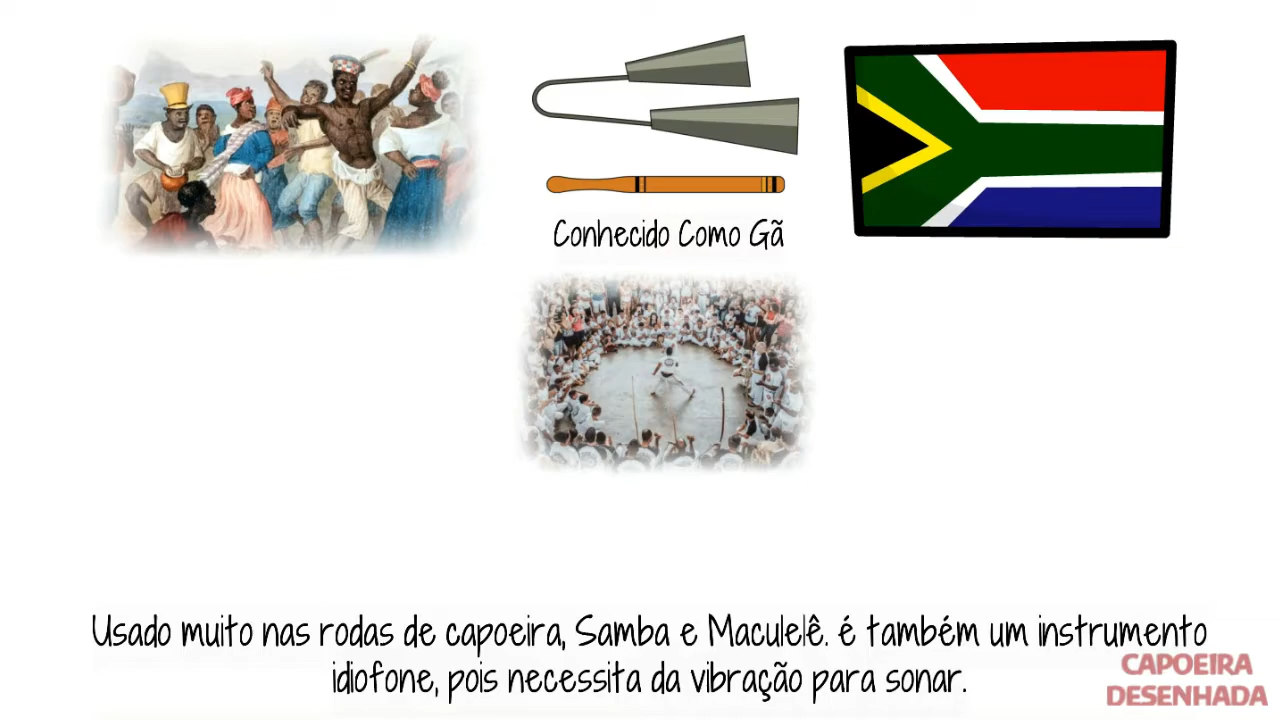 Conhecido Como Gã
Usado muito nas rodas de capoeira, Samba e Maculelê. é também um instrumento
idiofone, pois necessita da vibração para sonar.
CAPOEIRA
DESENHADA